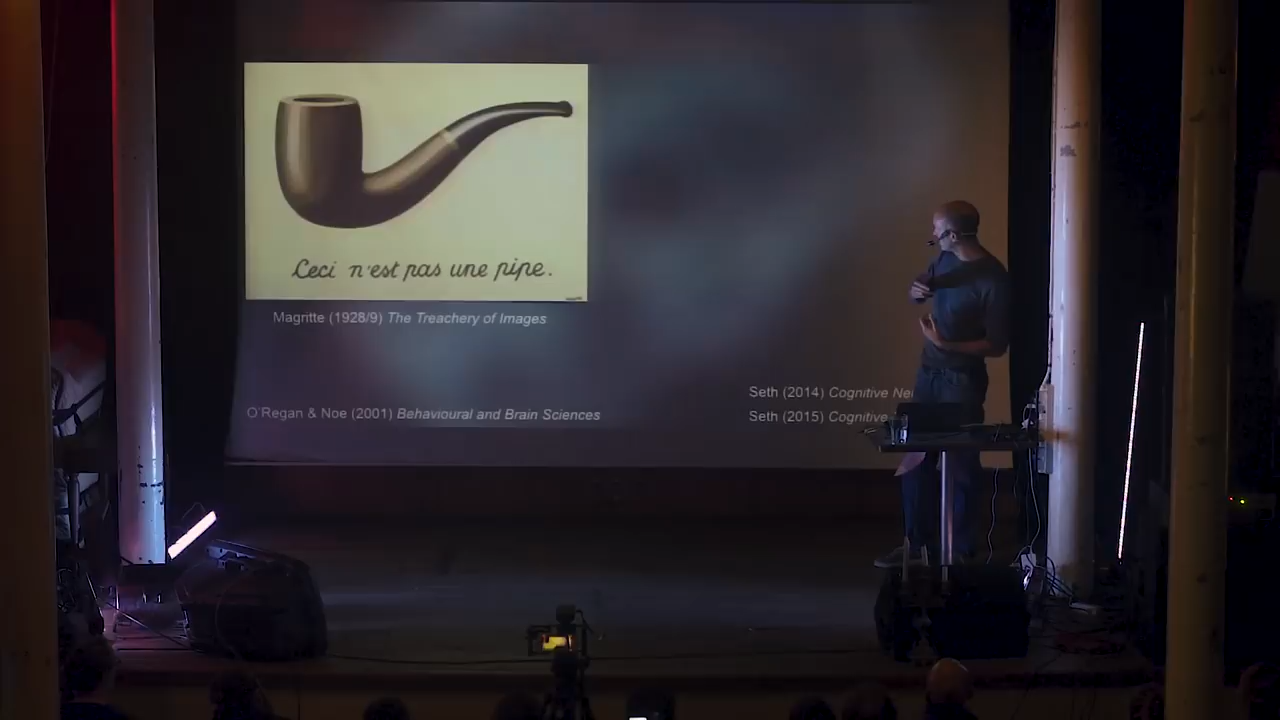 Ceci n'est pas une pipe.
Magritte (1928/9) The Treachery of Images
O'Regan & Noe (2001) Behavioural and Brain Sciences
Seth (2014) Cognitive
Seth (2015) Cognitive